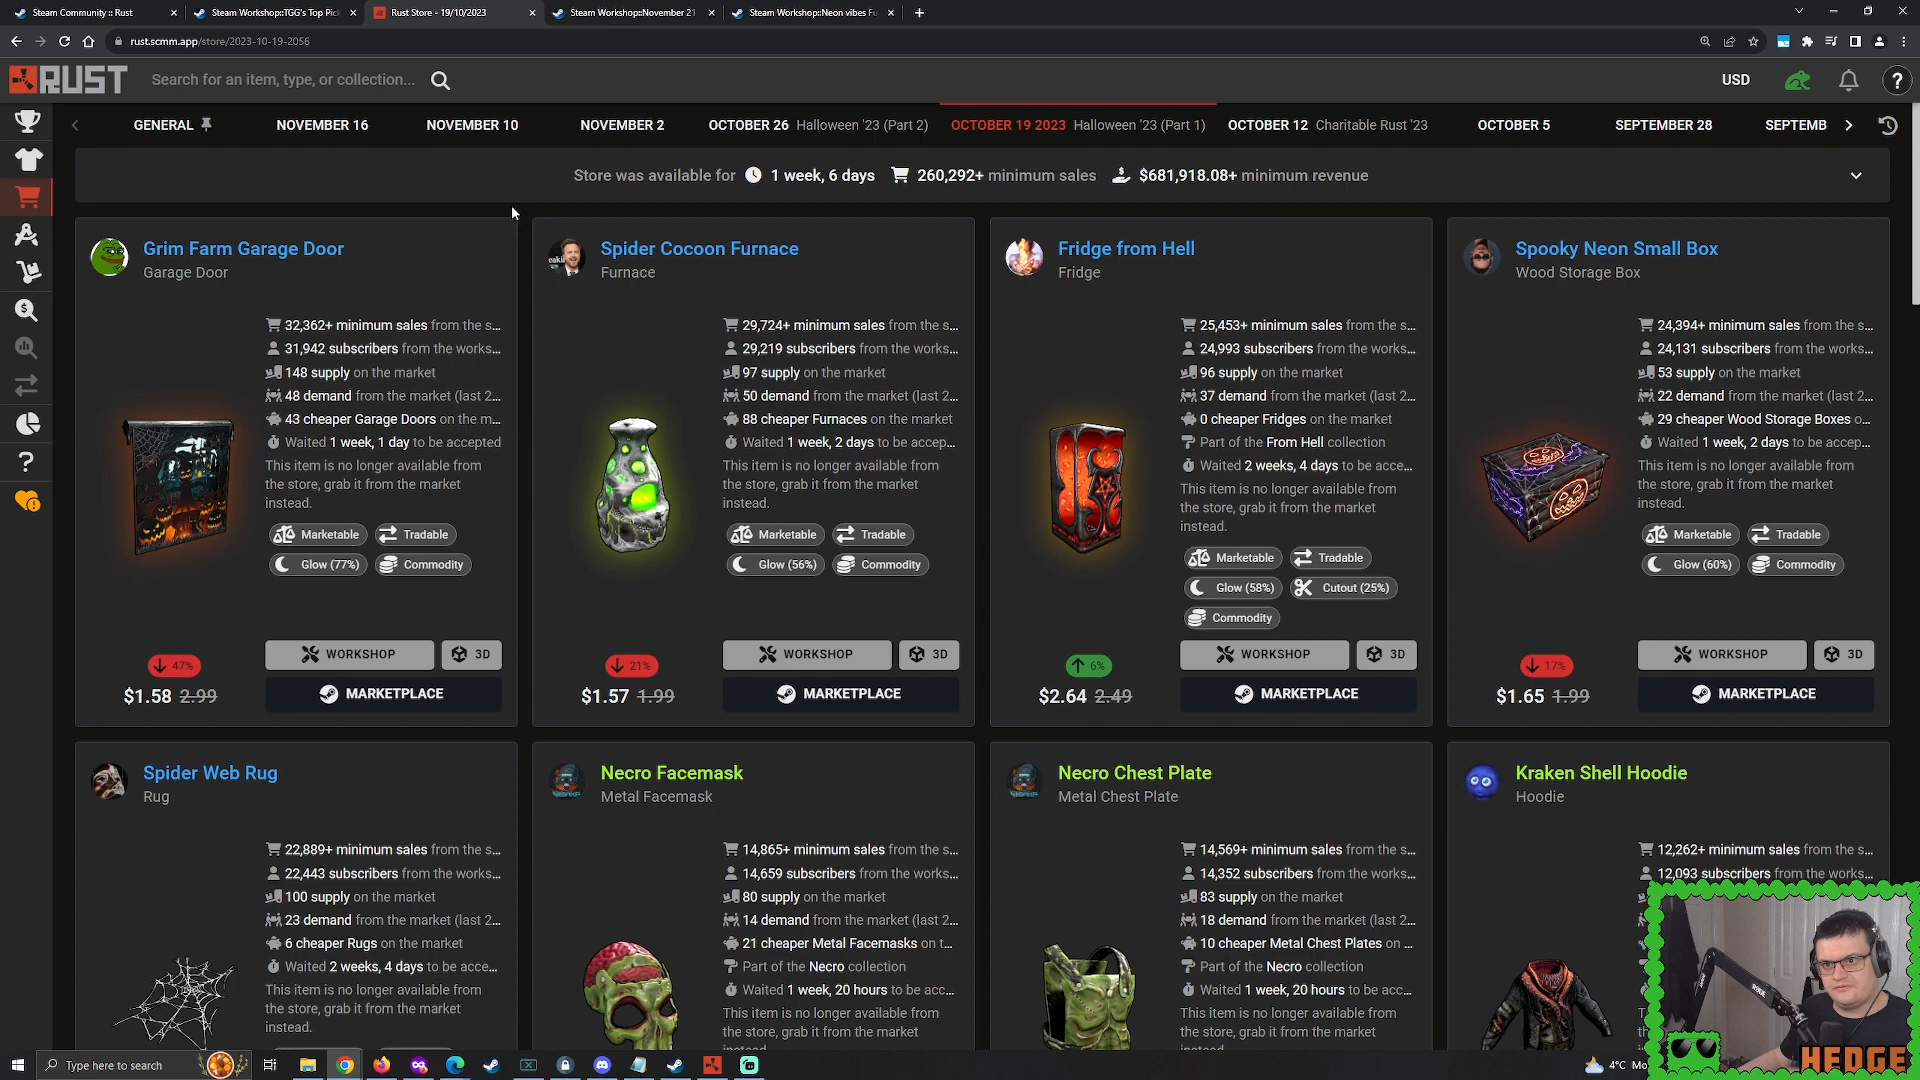 Steam Community :: Rust
Steam Workshop::TGG's Top Pic
Rust Store - 19/10/2023
Steam Workshop::November 21
Steam Workshop::Neon vibes Fu
rust.scmm.app/store/2023-10-19-2056
RUST
Search for an item, type, or collection...
USD
GENERAL
NOVEMBER 16
NOVEMBER 10
NOVEMBER 2
OCTOBER 26 Halloween '23 (Part 2)
OCTOBER 19 2023 Halloween '23 (Part 1)
OCTOBER 12 Charitable Rust '23
OCTOBER 5
SEPTEMBER 28
SEPTEMB
Store was available for 1 week, 6 days 260,292+ minimum sales $681,918.08+ minimum revenue
Grim Farm Garage Door
Garage Door
32,362+ minimum sales from the s...
31,942 subscribers from the works...
148 supply on the market
48 demand from the market (last 2...
43 cheaper Garage Doors on the m...
Waited 1 week, 1 day to be accepted
This item is no longer available from
the store, grab it from the market
instead.
Marketable Tradable
Glow (77%) Commodity
47%
$1.58 2.99
WORKSHOP 3D
MARKETPLACE
Spider Cocoon Furnace
Furnace
29,724+ minimum sales from the s...
29,219 subscribers from the works...
97 supply on the market
50 demand from the market (last 2...
88 cheaper Furnaces on the market
Waited 1 week, 2 days to be accep...
This item is no longer available from
the store, grab it from the market
instead.
Marketable Tradable
Glow (56%) Commodity
21%
$1.57 1.99
WORKSHOP 3D
MARKETPLACE
Fridge from Hell
Fridge
25,453+ minimum sales from the s...
24,993 subscribers from the works...
96 supply on the market
37 demand from the market (last 2...
0 cheaper Fridges on the market
Part of the From Hell collection
Waited 2 weeks, 4 days to be acce...
This item is no longer available from
the store, grab it from the market
instead.
Marketable Tradable
Glow (58%) Cutout (25%)
Commodity
6%
$2.64 2.49
WORKSHOP 3D
MARKETPLACE
Spooky Neon Small Box
Wood Storage Box
24,394+ minimum sales from the s...
24,131 subscribers from the works...
53 supply on the market
22 demand from the market (last 2...
29 cheaper Wood Storage Boxes o...
Waited 1 week, 2 days to be accep...
This item is no longer available from
the store, grab it from the market
instead.
Marketable Tradable
Glow (60%) Commodity
17%
$1.65 1.99
WORKSHOP 3D
MARKETPLACE
Spider Web Rug
Rug
22,889+ minimum sales from the s...
22,443 subscribers from the works...
100 supply on the market
23 demand from the market (last 2...
6 cheaper Rugs on the market
Waited 2 weeks, 4 days to be acce...
This item is no longer available from
the store, grab it from the market
instead.
Necro Facemask
Metal Facemask
14,865+ minimum sales from the s...
14,659 subscribers from the works...
80 supply on the market
14 demand from the market (last 2...
21 cheaper Metal Facemasks on t...
Part of the Necro collection
Waited 1 week, 20 hours to be acc...
This item is no longer available from
the store, grab it from the market
Necro Chest Plate
Metal Chest Plate
14,569+ minimum sales from the s...
14,352 subscribers from the works...
83 supply on the market
18 demand from the market (last 2...
10 cheaper Metal Chest Plates on ...
Part of the Necro collection
Waited 1 week, 20 hours to be acc...
This item is no longer available from
the store, grab it from the market
Kraken Shell Hoodie
Hoodie
12,262+ minimum sales from the s...
12,093 subscribers from the works...
HEDGE
Type here to search
4°C Mo